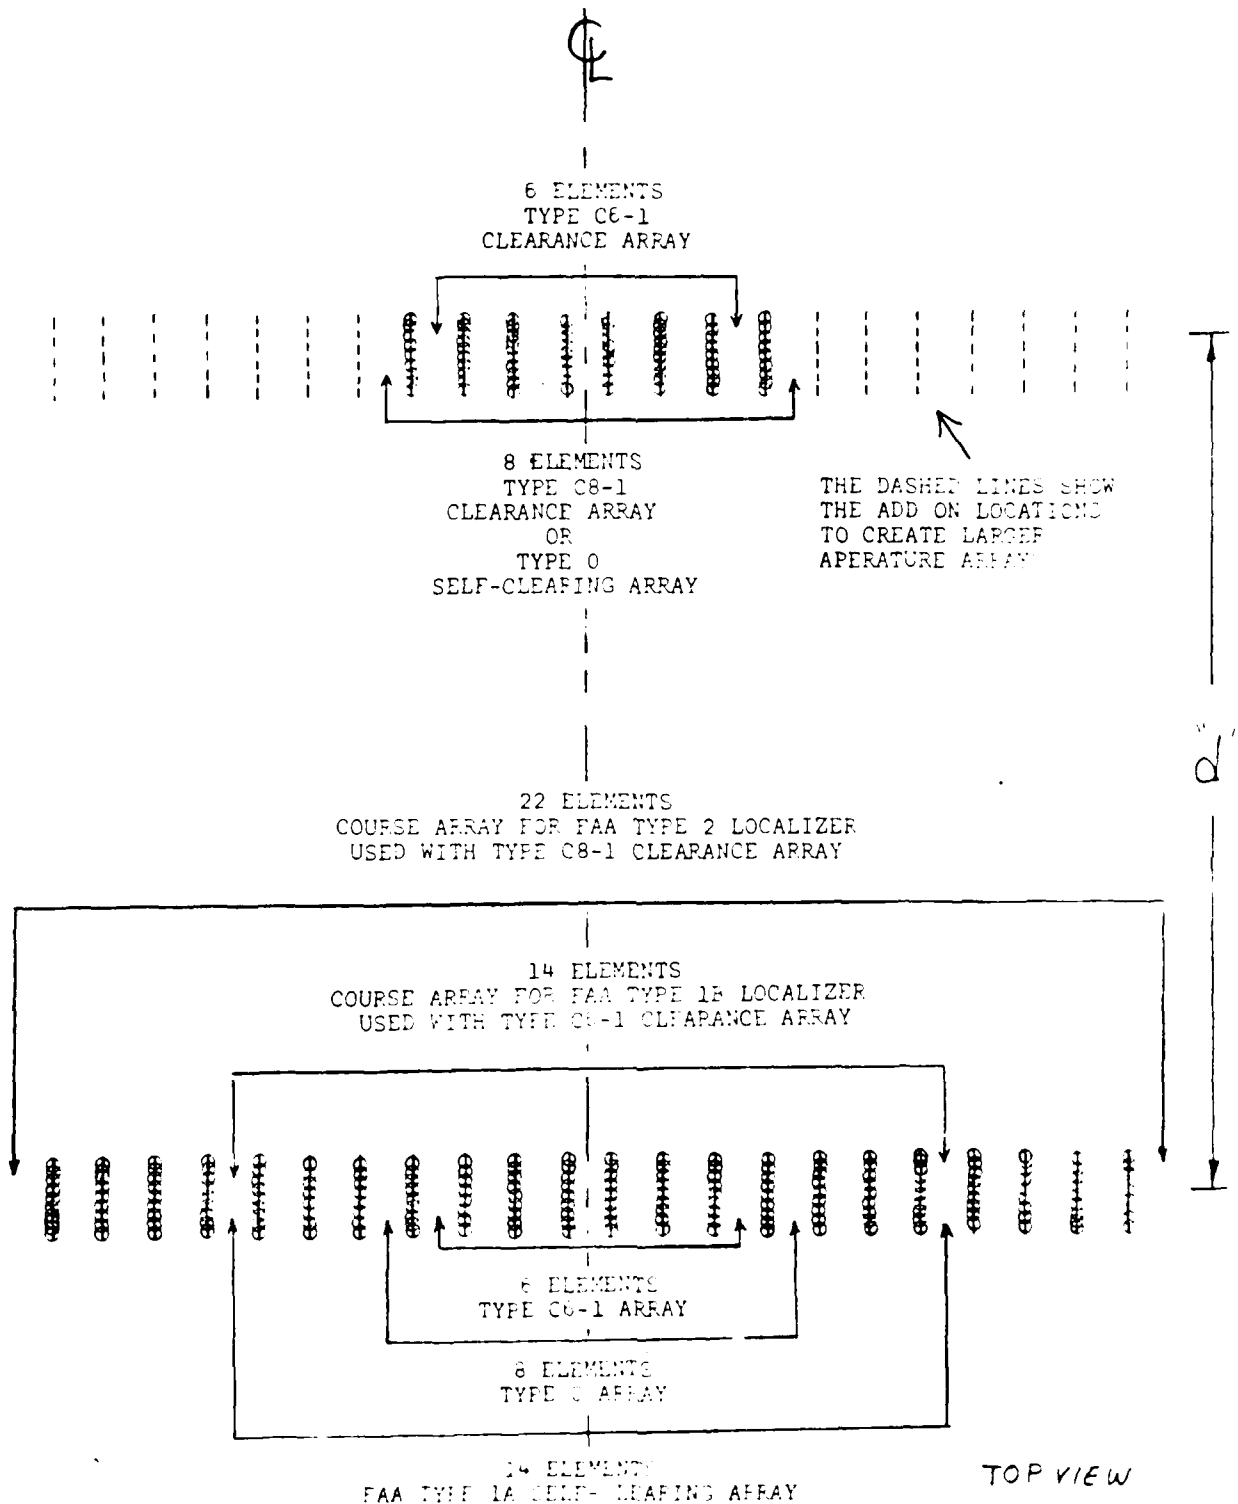 ℄
6 ELEMENTS
TYPE C6-1
CLEARANCE ARRAY
8 ELEMENTS
TYPE C8-1
CLEARANCE ARRAY
OR
TYPE 0
SELF-CLEARING ARRAY
THE DASHED LINES SHOW
THE ADD ON LOCATIONS
TO CREATE LARGER
APERATURE ARRAY
"d"
22 ELEMENTS
COURSE ARRAY FOR FAA TYPE 2 LOCALIZER
USED WITH TYPE C8-1 CLEARANCE ARRAY
14 ELEMENTS
COURSE ARRAY FOR FAA TYPE 1B LOCALIZER
USED WITH TYPE C6-1 CLEARANCE ARRAY
6 ELEMENTS
TYPE C6-1 ARRAY
8 ELEMENTS
TYPE 0 ARRAY
14 ELEMENTS
FAA TYPE 1A SELF-CLEARING ARRAY
TOP VIEW